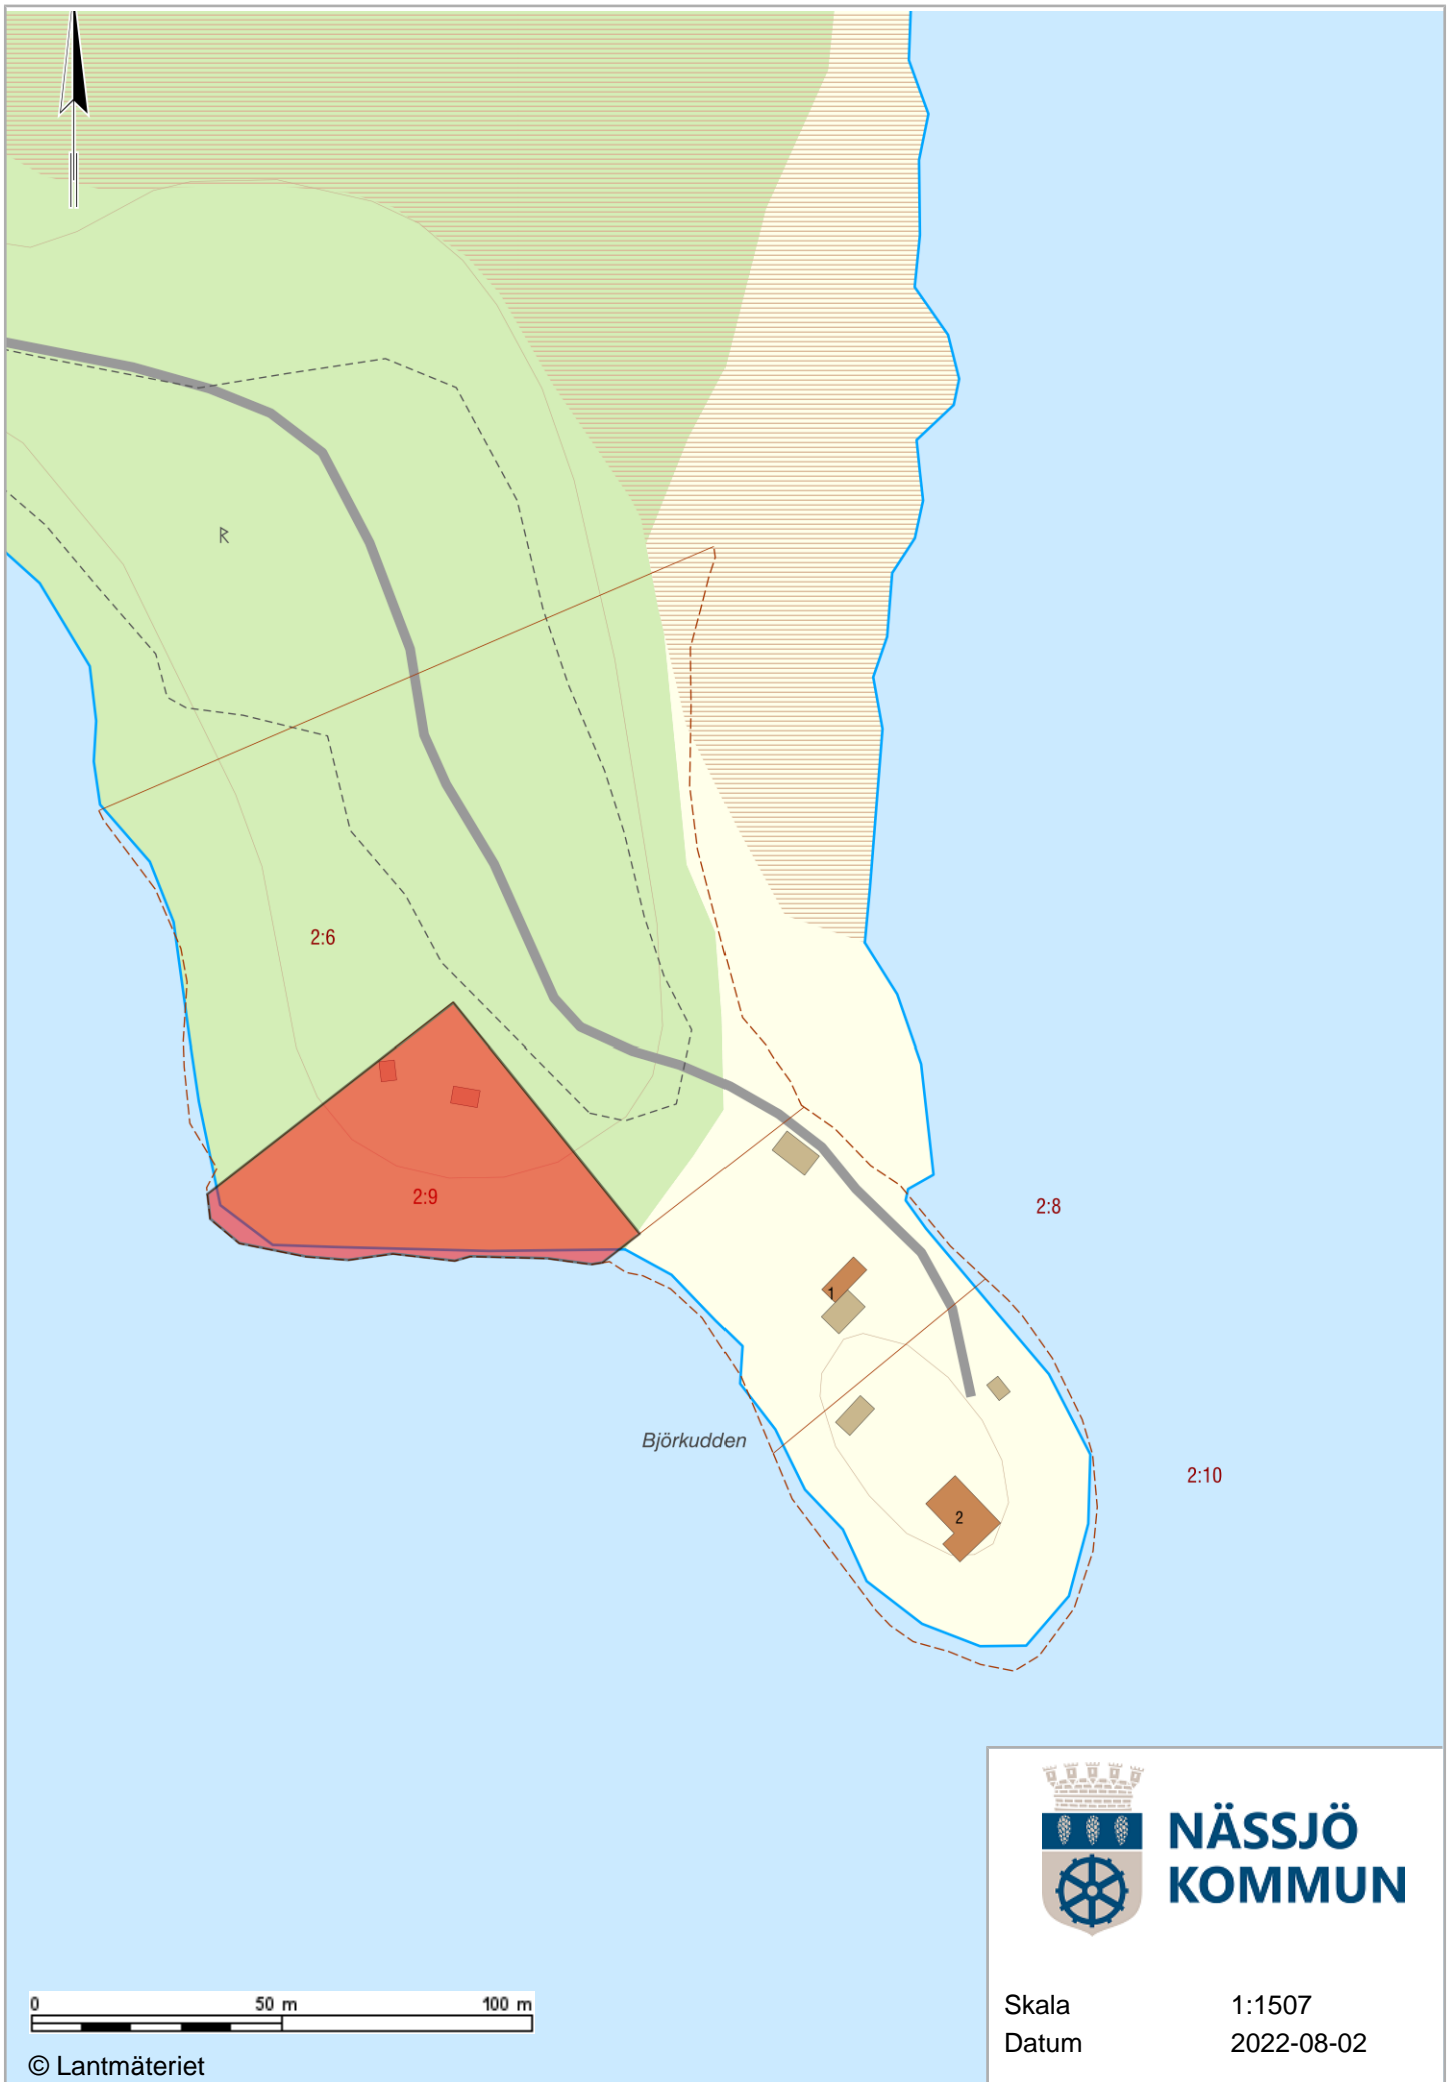 R
2:6
2:9
2:8
1
Björkudden
2:10
2
NÄSSJÖ
KOMMUN
0 50 m 100 m
Skala 1:1507
Datum 2022-08-02
© Lantmäteriet